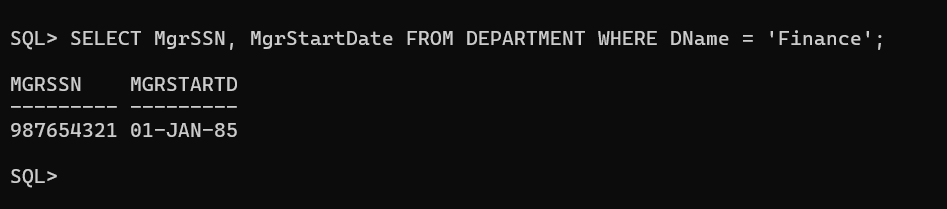 SQL> SELECT MgrSSN, MgrStartDate FROM DEPARTMENT WHERE DName = 'Finance';
MGRSSN    MGRSTARTD
--------- ---------
987654321 01-JAN-85
SQL>